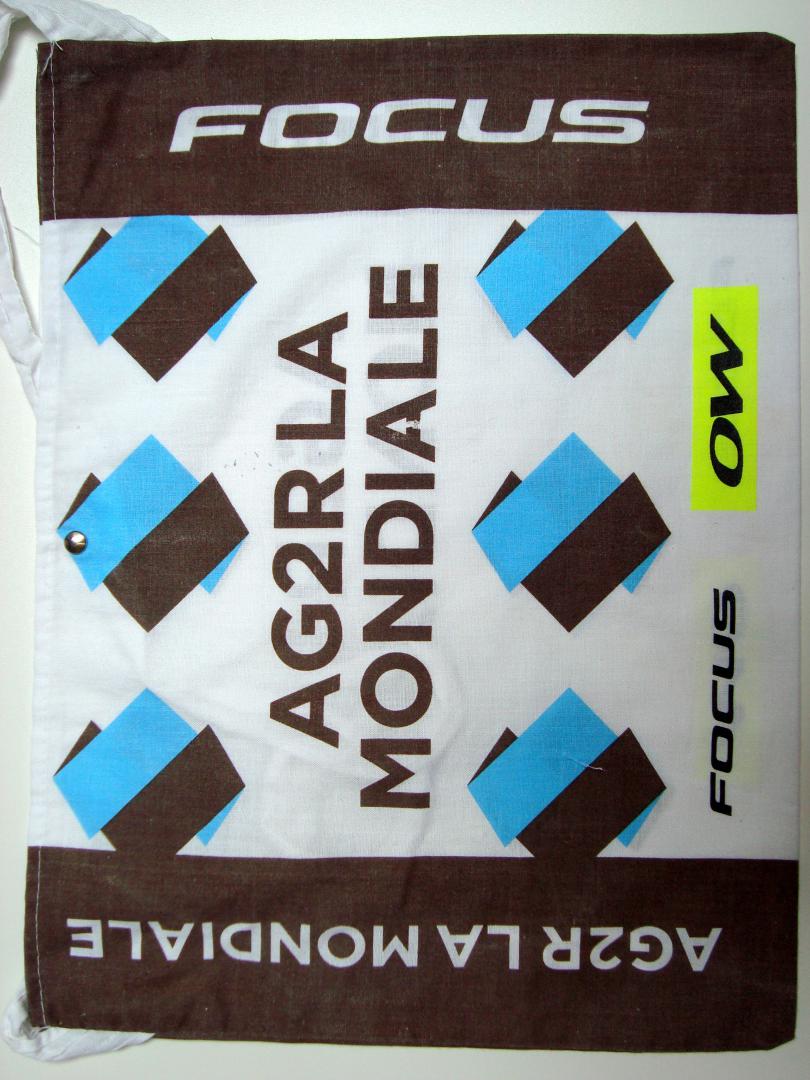 FOCUS
AG2R LA
MONDIALE
OW
FOCUS
AG2R LA MONDIALE